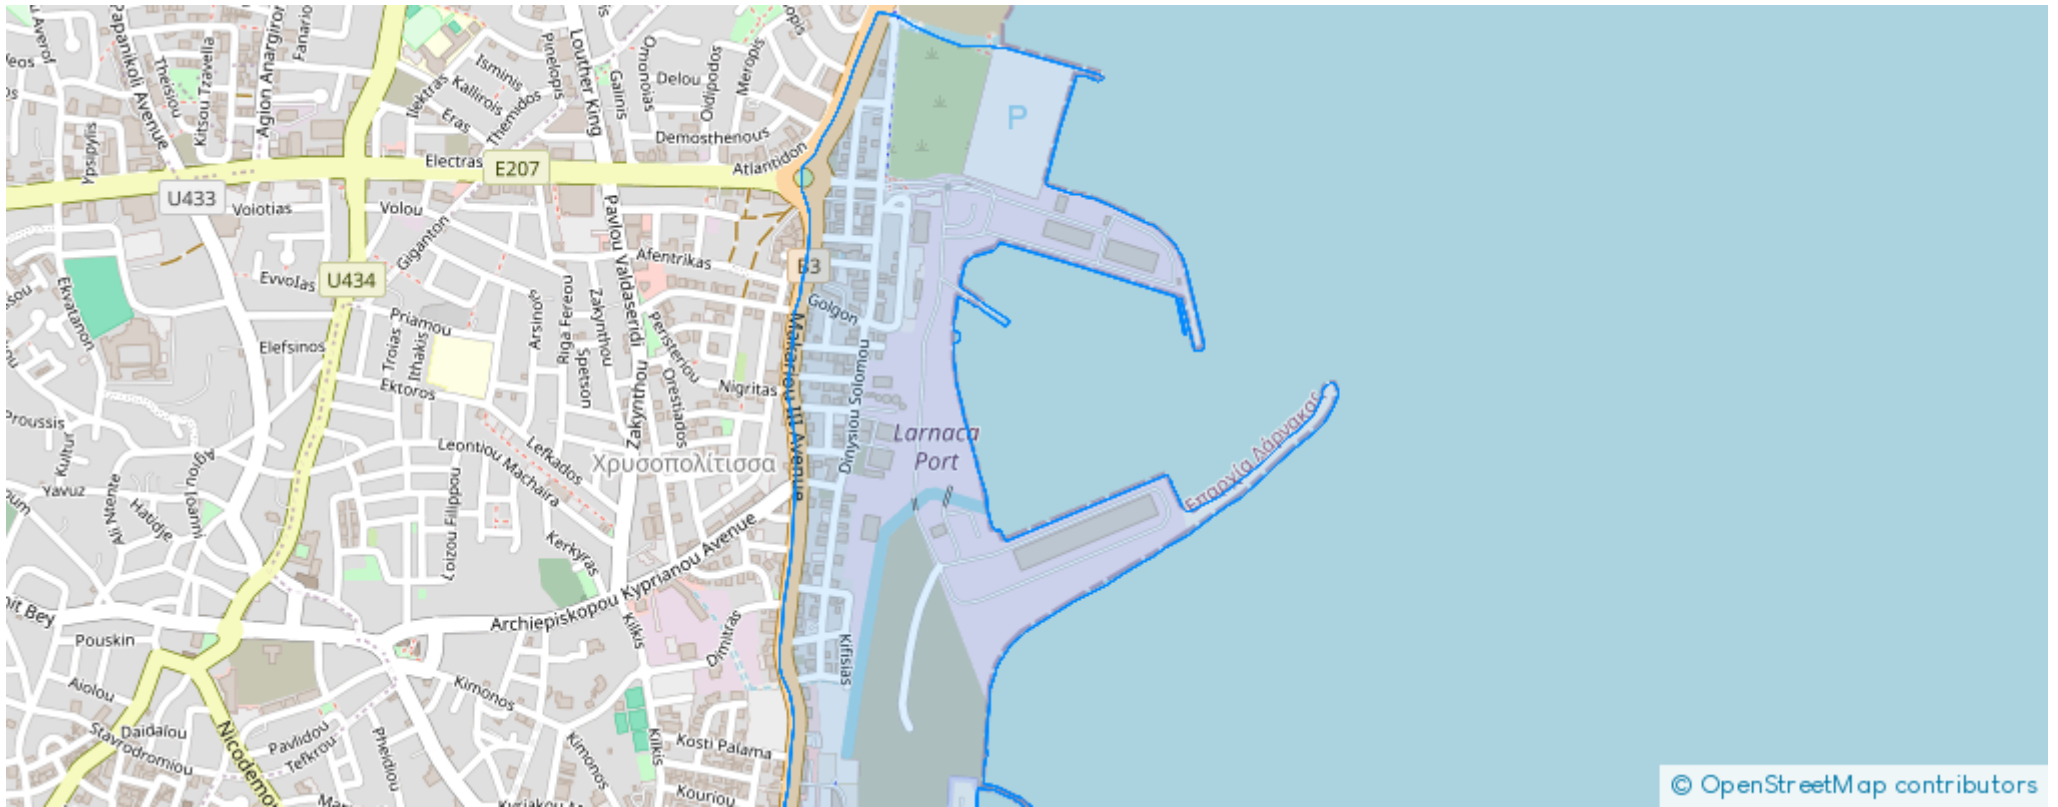 Papanikoli Avenue
Thiseiou
Kitsou Tzavella
Agion Anargiron
Ypsipylis
Ilektras
Isminis
Kallirois
Eras
Themidos
Pinelopis
Louther King
Galinis
Omonoias
Delou
Oidipodos
Meropis
Demosthenous
Atlantidon
Electras
E207
U433
Voiotias
Volou
Giganton
Pavlou Valdaseridi
Afentrikas
P
B3
U434
Evvoias
Ekvatanon
Priamou
Elefsinos
Troias
Ithakis
Arsinois
Riga Fereou
Zakynthou
Spetson
Peristeriou
Orestiados
Nigritas
Golgon
Makariou III Avenue
Dinysiou Solomou
Ektoros
Proussis
Kultur
Yavuz
Agiou Ioanni
Ali Ntente
Hatidje
Leontiou Machaira
Lefkados
Zakynthou
Χρυσοπολίτισσα
Larnaca
Port
Επαρχία Λάρνακας
Loizou Filippou
Kerkyras
Archiepiskopou Kyprianou Avenue
Kilkis
Dimitras
Kifisias
Pouskin
Aiolou
Daidalou
Stavrodromiou
Nicodemou
Pavlidou
Tefkrou
Pheidiou
Kimonos
Kimonos
Kilkis
Kosti Palama
Kouriou
© OpenStreetMap contributors